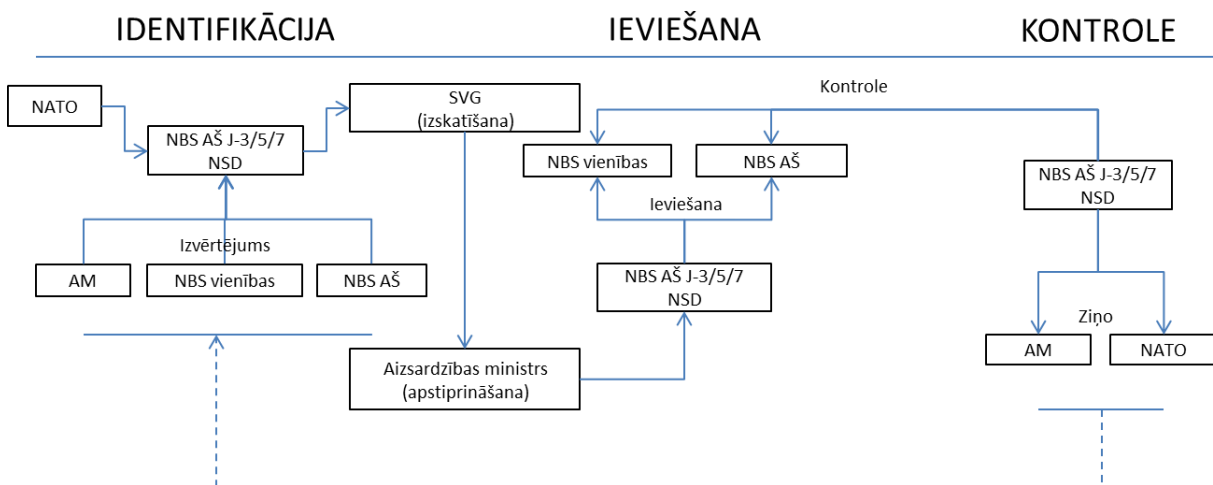 IDENTIFIKĀCIJA
IEVIEŠANA
KONTROLE
NATO
NBS AŠ J-3/5/7
NSD
Izvērtējums
AM
NBS vienības
NBS AŠ
SVG
(izskatīšana)
Aizsardzības ministrs
(apstiprināšana)
Kontrole
NBS vienības
NBS AŠ
Ieviešana
NBS AŠ J-3/5/7
NSD
NBS AŠ J-3/5/7
NSD
Ziņo
AM
NATO